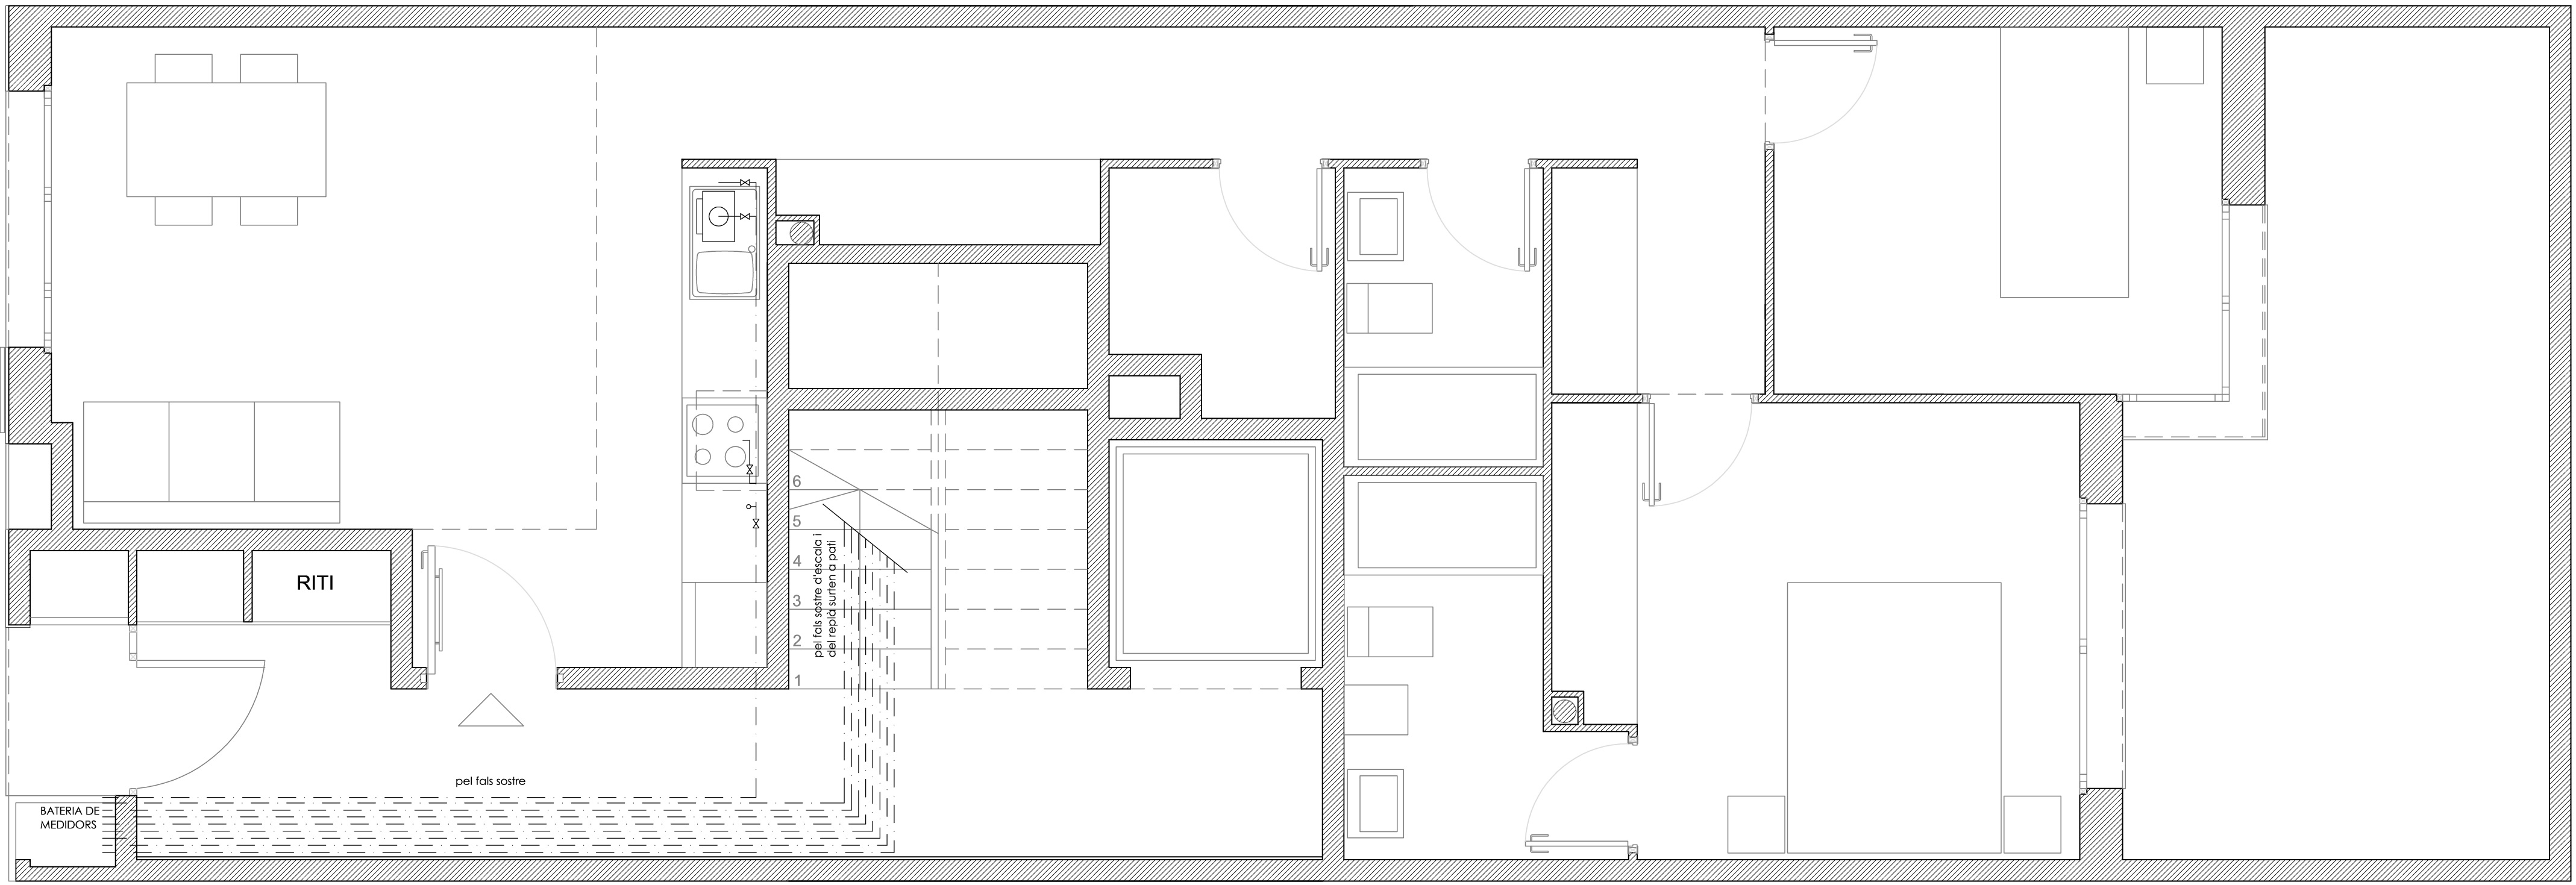 RITI
6
5
4
3
2
1
pel fals sostre d'escala i
del replà surten a pati
pel fals sostre
BATERIA DE
MEDIDORS